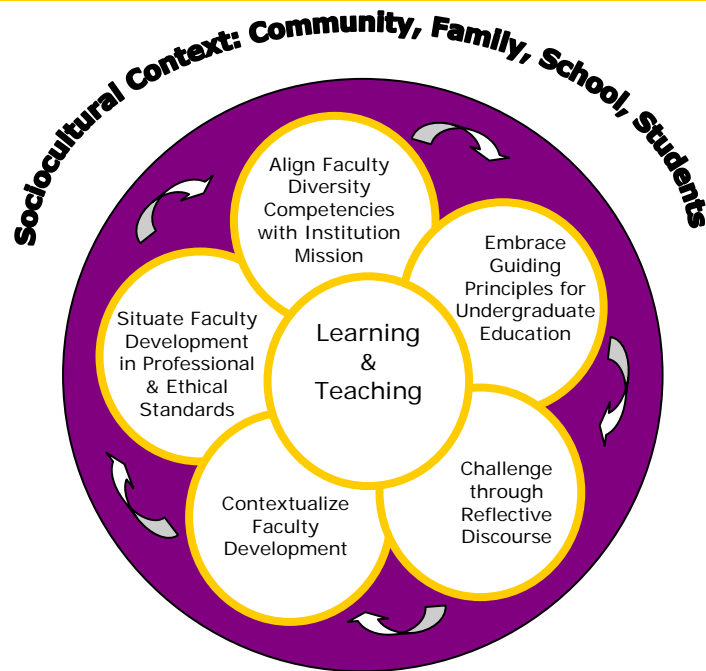 Sociocultural Context: Community, Family, School, Students
Align Faculty
Diversity
Competencies
with Institution
Mission
Embrace
Guiding
Principles for
Undergraduate
Education
Challenge
through
Reflective
Discourse
Contextualize
Faculty
Development
Situate Faculty
Development
in Professional
& Ethical
Standards
Learning
&
Teaching